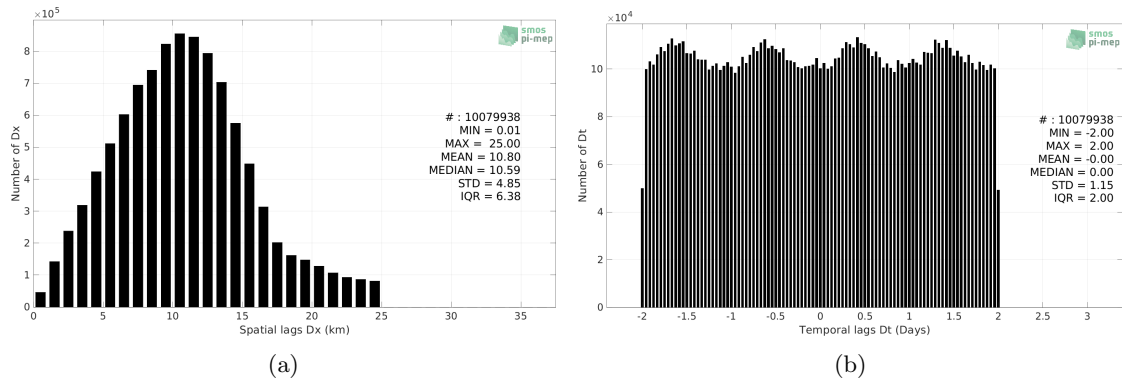 ×10⁵
smos
pi-mep
8
7
6
5
4
3
2
1
0
Number of Dx
# : 10079938
MIN = 0.01
MAX = 25.00
MEAN = 10.80
MEDIAN = 10.59
STD = 4.85
IQR = 6.38
0 5 10 15 20 25 30 35
Spatial lags Dx (km)
(a)
×10⁴
smos
pi-mep
10
8
6
4
2
0
Number of Dt
# : 10079938
MIN = -2.00
MAX = 2.00
MEAN = -0.00
MEDIAN = 0.00
STD = 1.15
IQR = 2.00
-2 -1.5 -1 -0.5 0 0.5 1 1.5 2 2.5 3
Temporal lags Dt (Days)
(b)